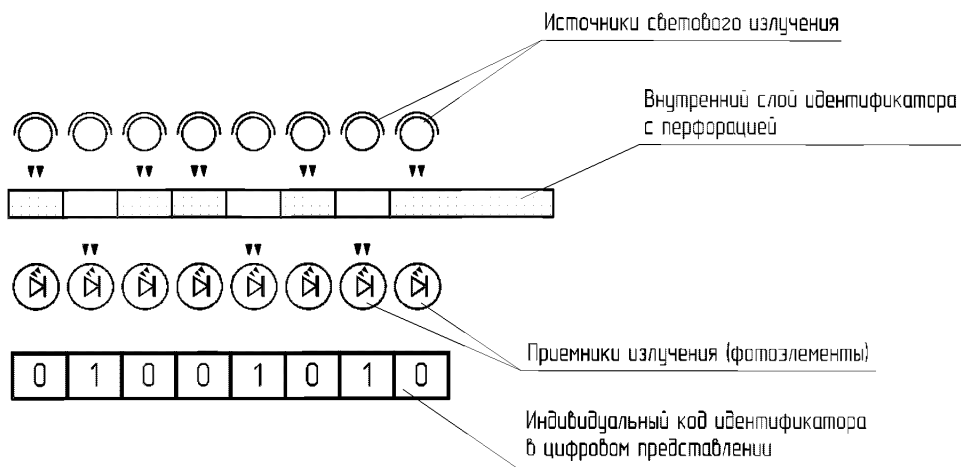 Источники светового излучения
Внутренний слой идентификатора
с перфорацией
Приемники излучения (фотоэлементы)
0 1 0 0 1 0 1 0
Индивидуальный код идентификатора
в цифровом представлении